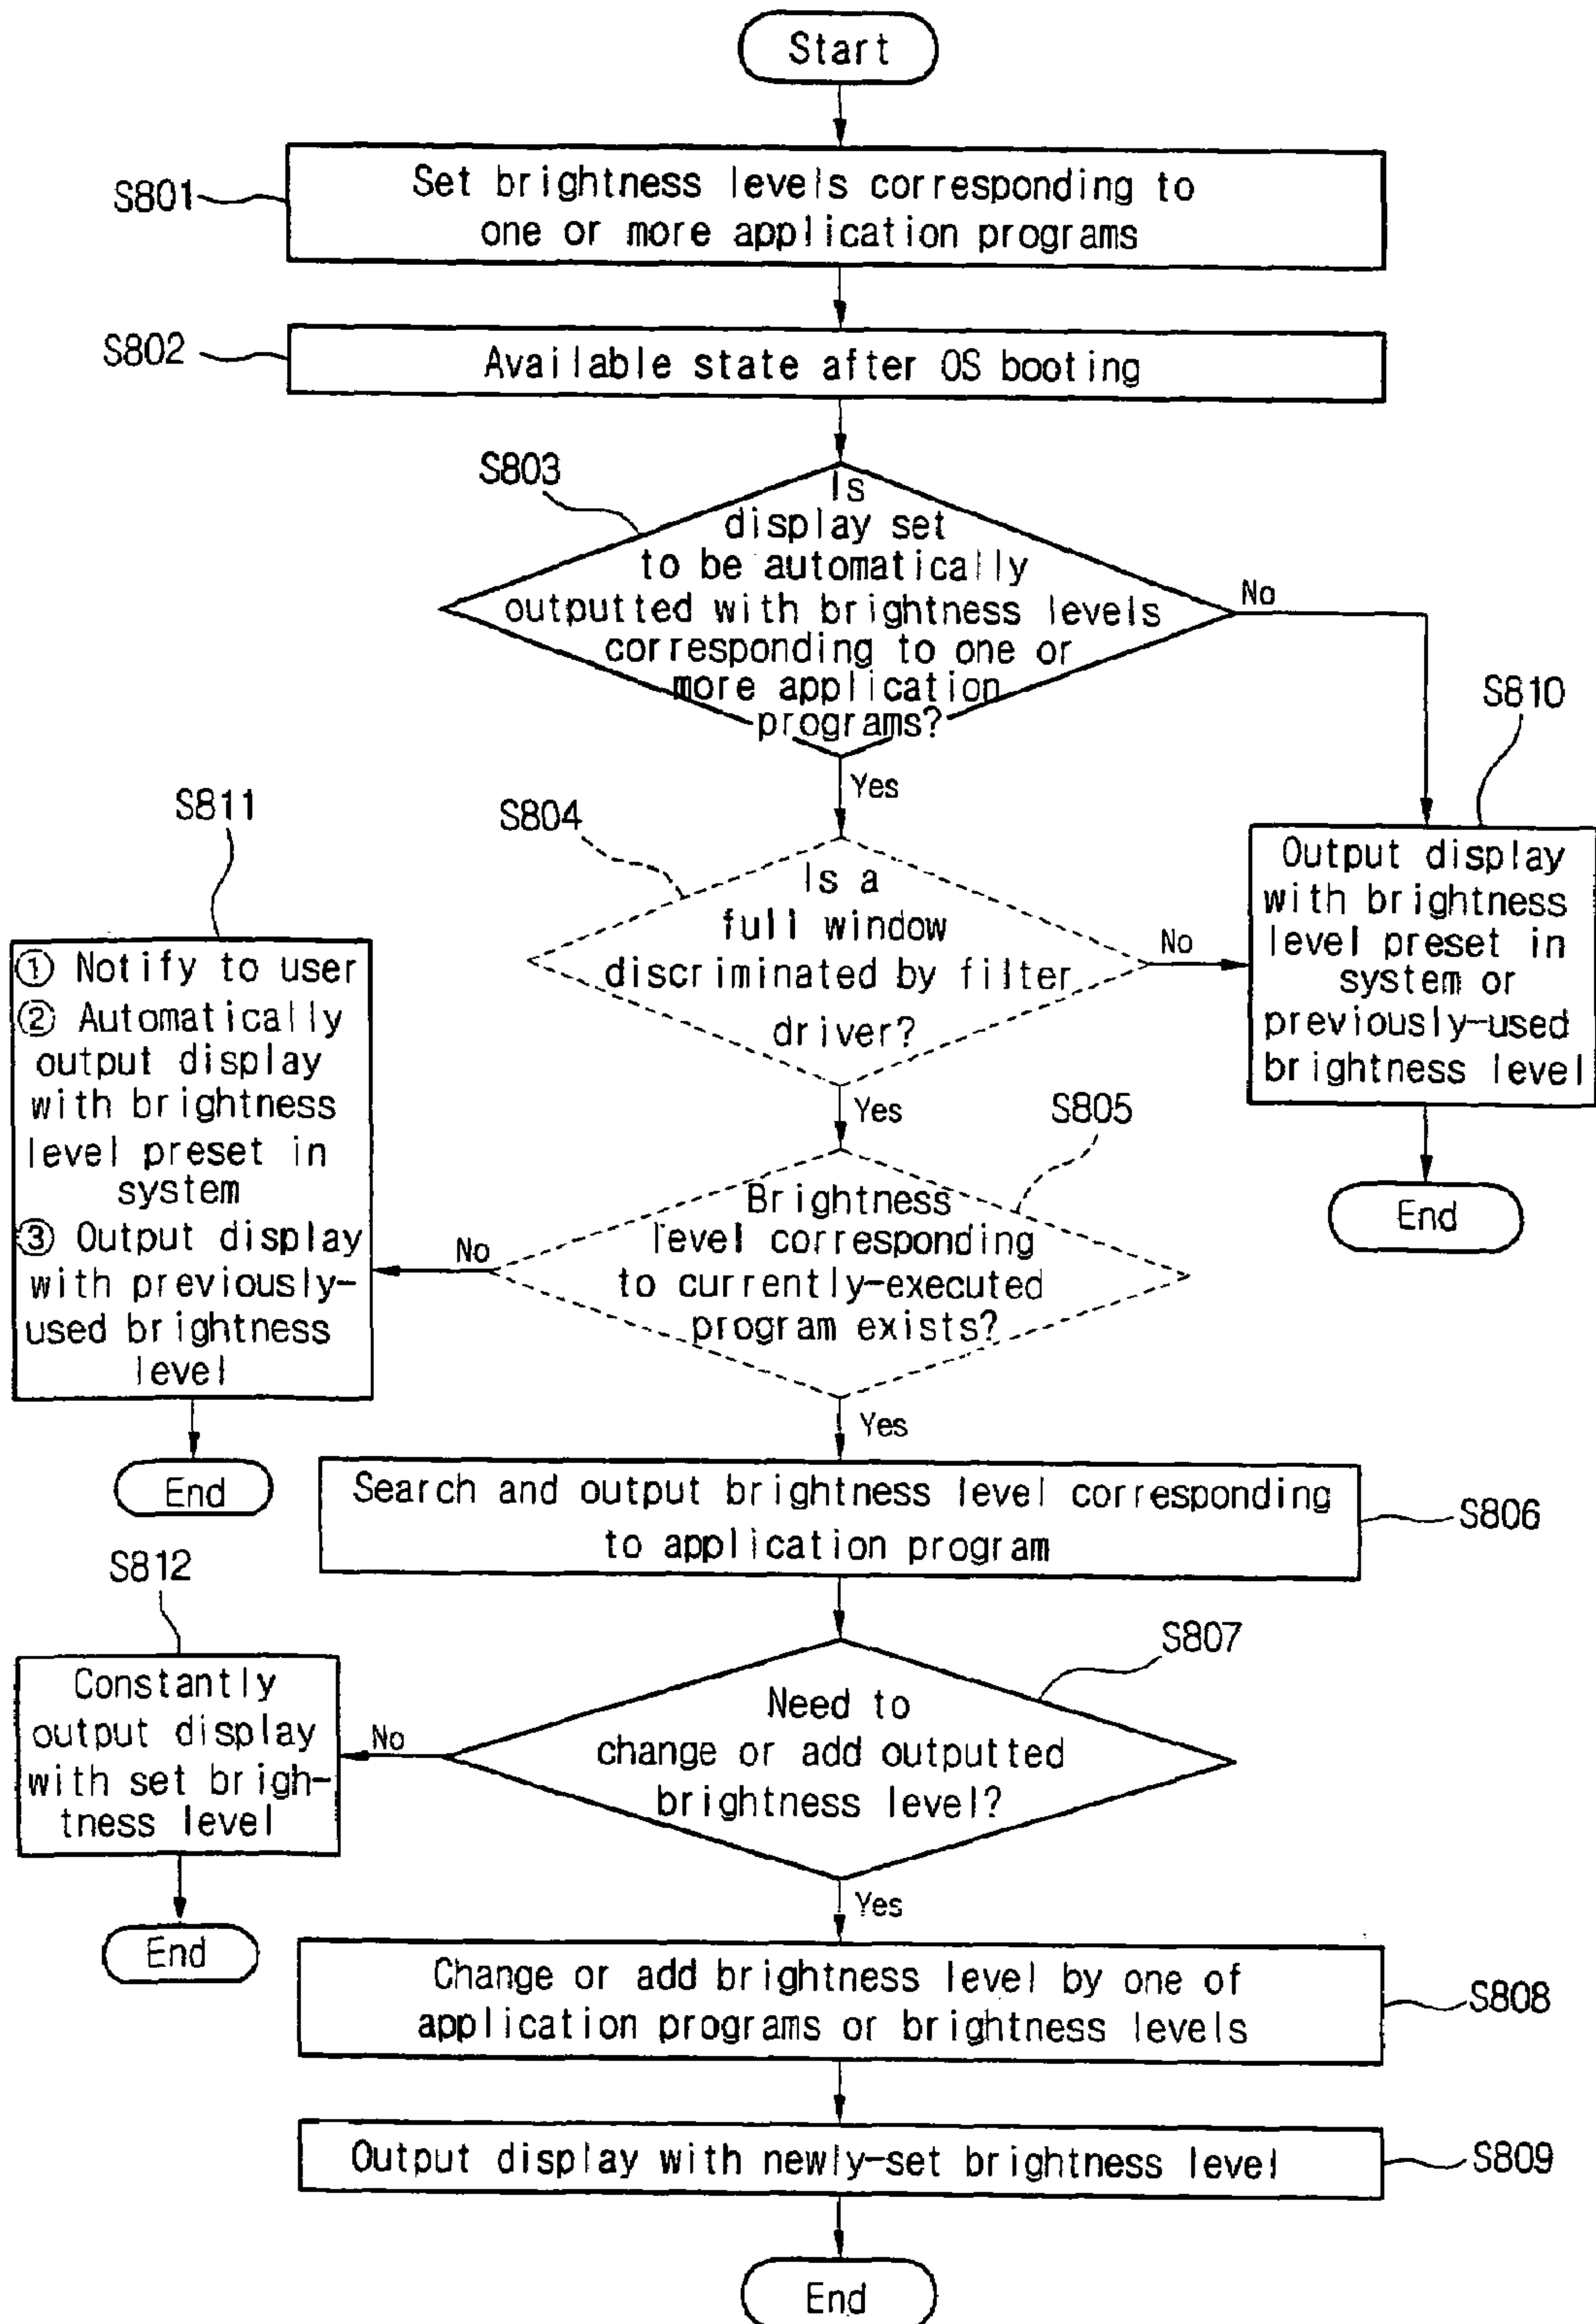 Start
S801
Set brightness levels corresponding to
one or more application programs
S802
Available state after OS booting
S803
Is
display set
to be automatically
outputted with brightness levels
corresponding to one or
more application
programs?
No
Yes
S810
Output display
with brightness
level preset in
system or
previously-used
brightness level
End
S804
Is a
full window
discriminated by filter
driver?
No
Yes
S811
① Notify to user
② Automatically
output display
with brightness
level preset in
system
③ Output display
with previously-
used brightness
level
End
S805
Brightness
level corresponding
to currently-executed
program exists?
No
Yes
Search and output brightness level corresponding
to application program
S806
S812
Constantly
output display
with set brigh-
tness level
End
S807
Need to
change or add outputted
brightness level?
No
Yes
Change or add brightness level by one of
application programs or brightness levels
S808
Output display with newly-set brightness level
S809
End